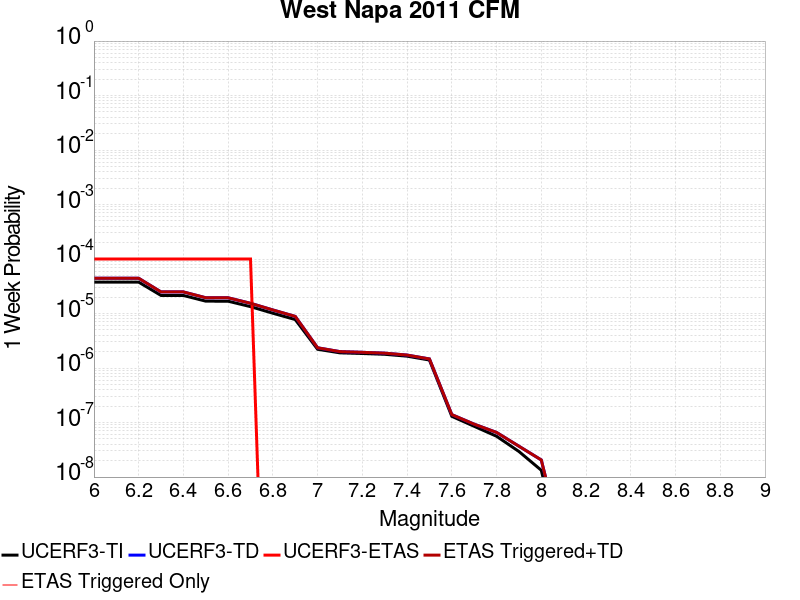 West Napa 2011 CFM
10^0
10^-1
10^-2
10^-3
10^-4
10^-5
10^-6
10^-7
10^-8
1 Week Probability
6 6.2 6.4 6.6 6.8 7 7.2 7.4 7.6 7.8 8 8.2 8.4 8.6 8.8 9
Magnitude
UCERF3-TI UCERF3-TD UCERF3-ETAS ETAS Triggered+TD
ETAS Triggered Only